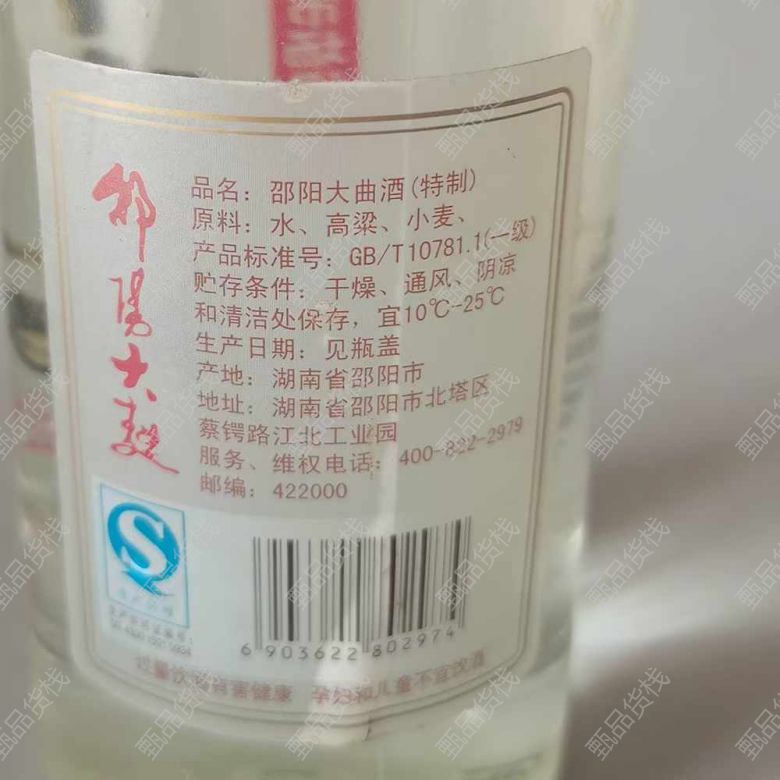 邵阳大麯
品名：邵阳大曲酒(特制)
原料：水、高粱、小麦、
产品标准号：GB/T10781.1(一级)
贮存条件：干燥、通风、阴凉
和清洁处保存，宜10℃-25℃
生产日期：见瓶盖
产地：湖南省邵阳市
地址：湖南省邵阳市北塔区
蔡锷路江北工业园
服务、维权电话：400-822-2979
邮编：422000
6 903622 802974
过量饮酒有害健康 孕妇和儿童不宜饮酒
甄品货栈